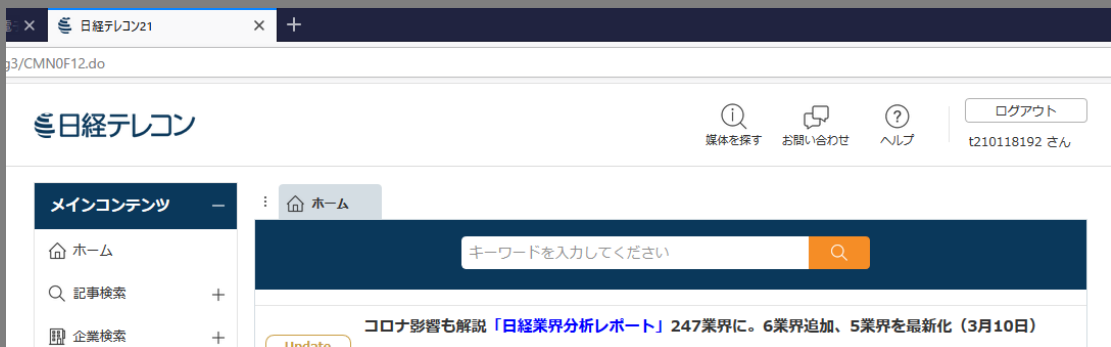 日経テレコン21
g3/CMN0F12.do
日経テレコン
媒体を探す
お問い合わせ
ヘルプ
ログアウト
t210118192 さん
メインコンテンツ
ホーム
ホーム
キーワードを入力してください
記事検索
企業検索
コロナ影響も解説「日経業界分析レポート」247業界に。6業界追加、5業界を最新化（3月10日）
Update